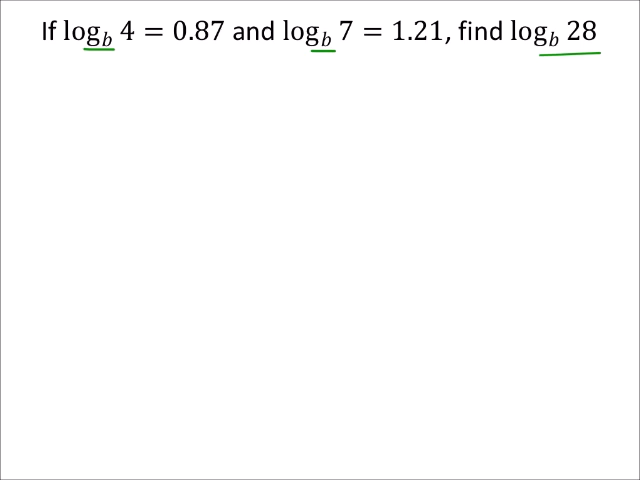 If log_b 4 = 0.87 and log_b 7 = 1.21, find log_b 28